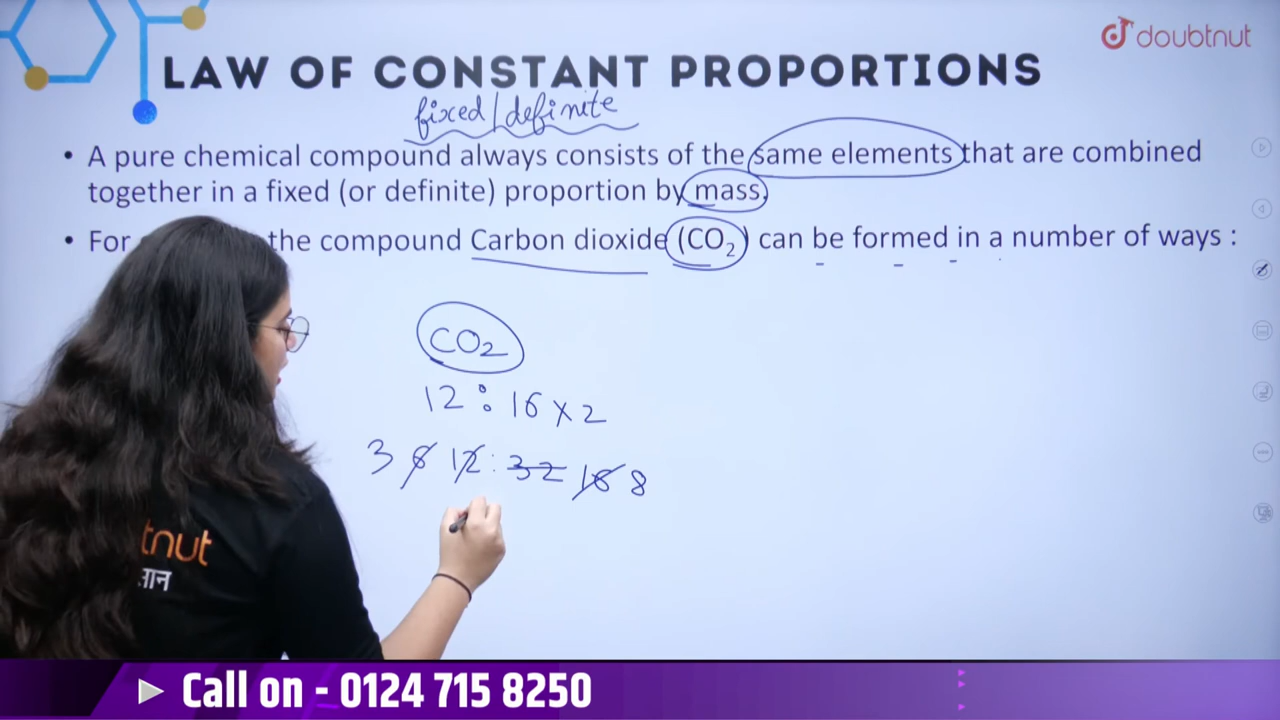 doubtnut
LAW OF CONSTANT PROPORTIONS
fixed/definite
• A pure chemical compound always consists of the same elements that are combined
together in a fixed (or definite) proportion by mass.
• For the compound Carbon dioxide (CO₂) can be formed in a number of ways :
CO₂
12 : 16 × 2
3 6 12 : 32 16 8
tnut
Call on - 0124 715 8250